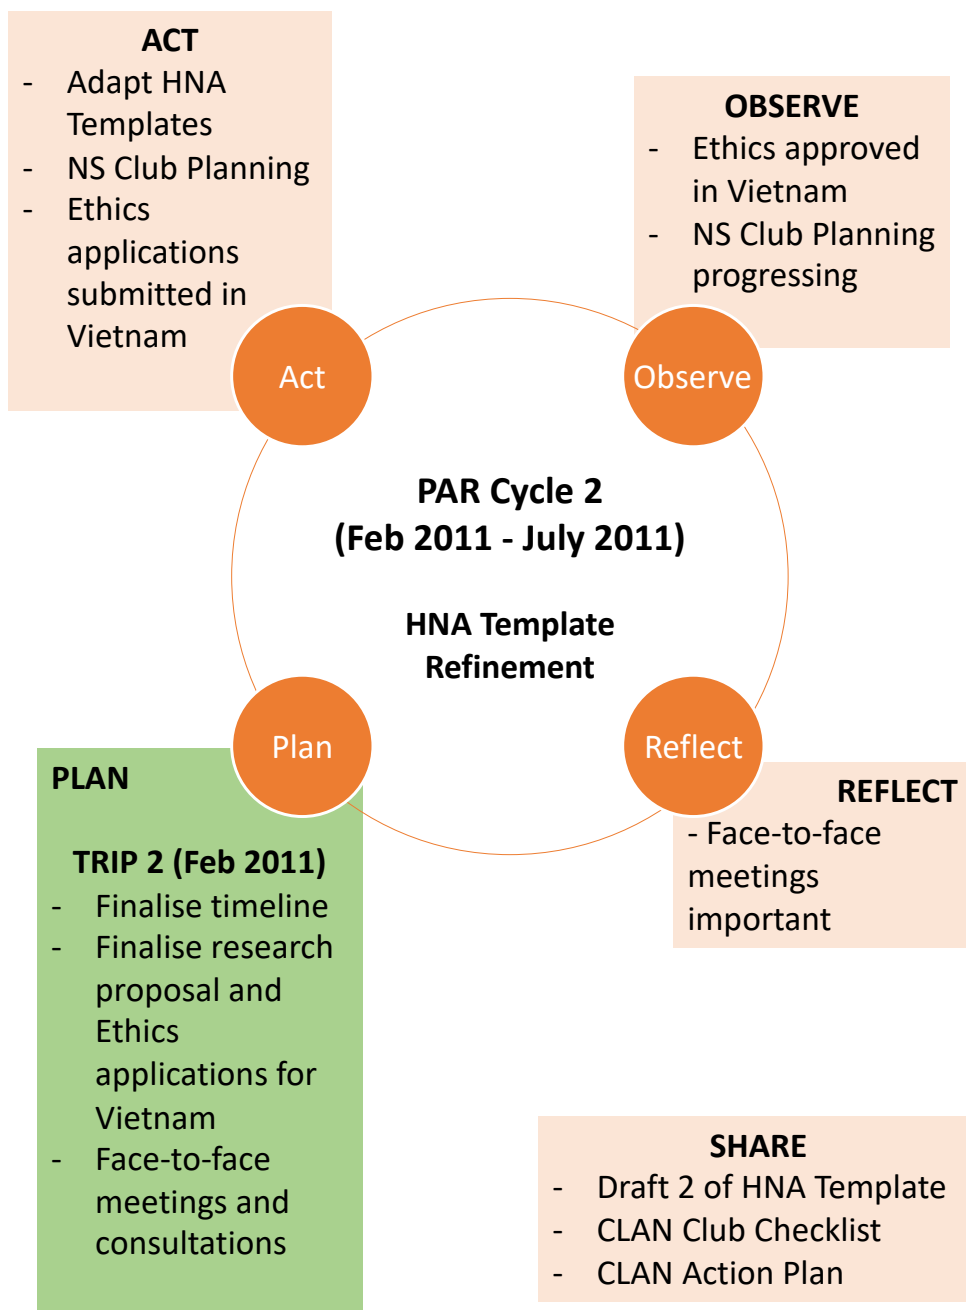 ACT
- Adapt HNA
Templates
- NS Club Planning
- Ethics
applications
submitted in
Vietnam
OBSERVE
- Ethics approved
in Vietnam
- NS Club Planning
progressing
Act
Observe
PAR Cycle 2
(Feb 2011 - July 2011)
HNA Template
Refinement
Plan
Reflect
PLAN
TRIP 2 (Feb 2011)
- Finalise timeline
- Finalise research
proposal and
Ethics
applications for
Vietnam
- Face-to-face
meetings and
consultations
REFLECT
- Face-to-face
meetings
important
SHARE
- Draft 2 of HNA Template
- CLAN Club Checklist
- CLAN Action Plan